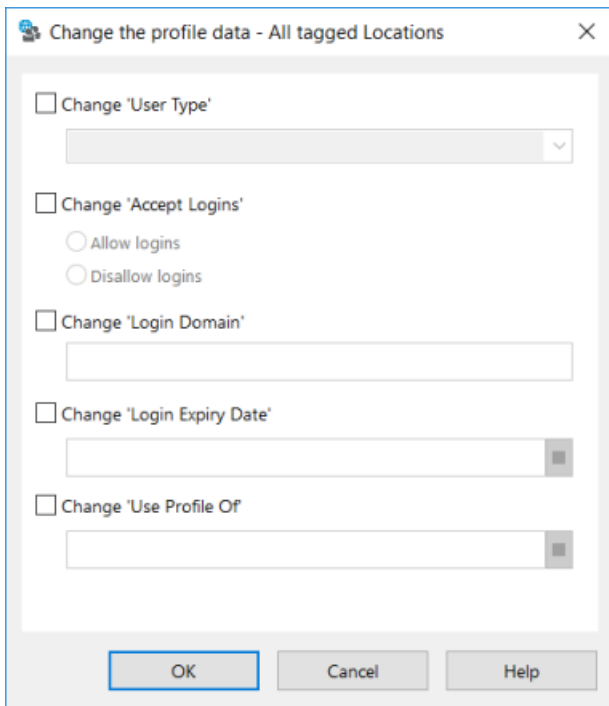 Change the profile data - All tagged Locations
Change 'User Type'
Change 'Accept Logins'
Allow logins
Disallow logins
Change 'Login Domain'
Change 'Login Expiry Date'
Change 'Use Profile Of'
OK Cancel Help